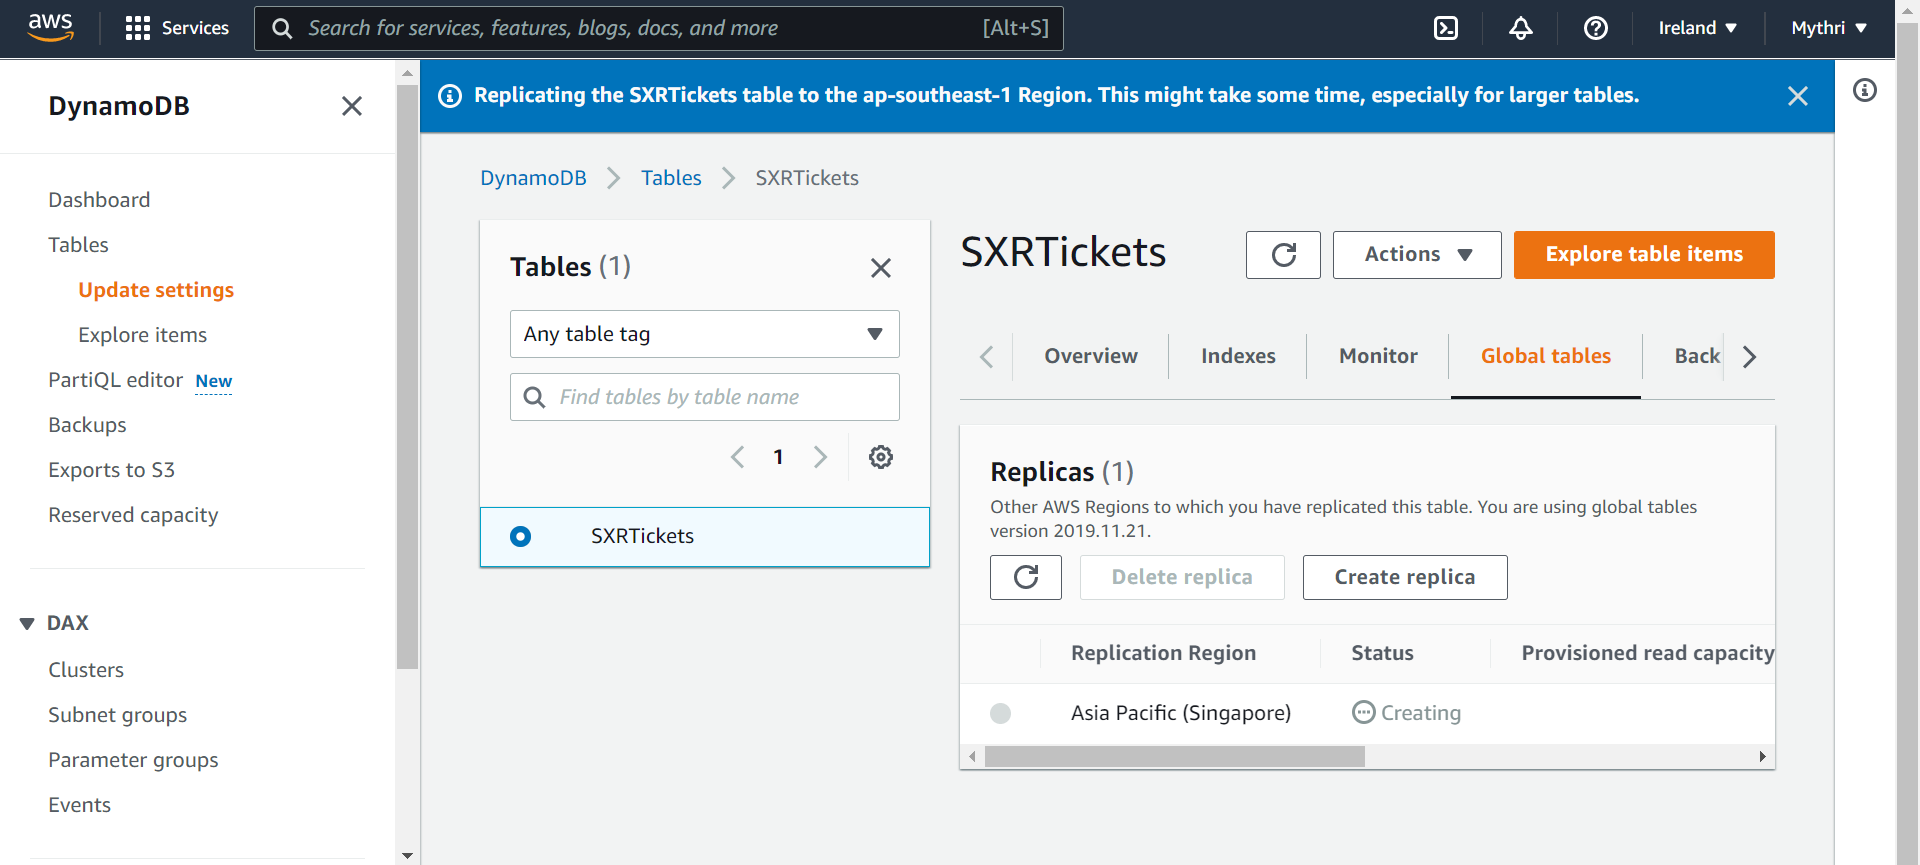 aws
Services
Search for services, features, blogs, docs, and more [Alt+S]
Ireland ▼
Mythri ▼
DynamoDB
Dashboard
Tables
Update settings
Explore items
PartiQL editor New
Backups
Exports to S3
Reserved capacity
DAX
Clusters
Subnet groups
Parameter groups
Events
Replicating the SXRTickets table to the ap-southeast-1 Region. This might take some time, especially for larger tables.
DynamoDB > Tables > SXRTickets
Tables (1)
Any table tag
Find tables by table name
1
SXRTickets
SXRTickets
Actions ▼
Explore table items
Overview
Indexes
Monitor
Global tables
Back
Replicas (1)
Other AWS Regions to which you have replicated this table. You are using global tables
version 2019.11.21.
Delete replica
Create replica
Replication Region
Status
Provisioned read capacity
Asia Pacific (Singapore)
Creating